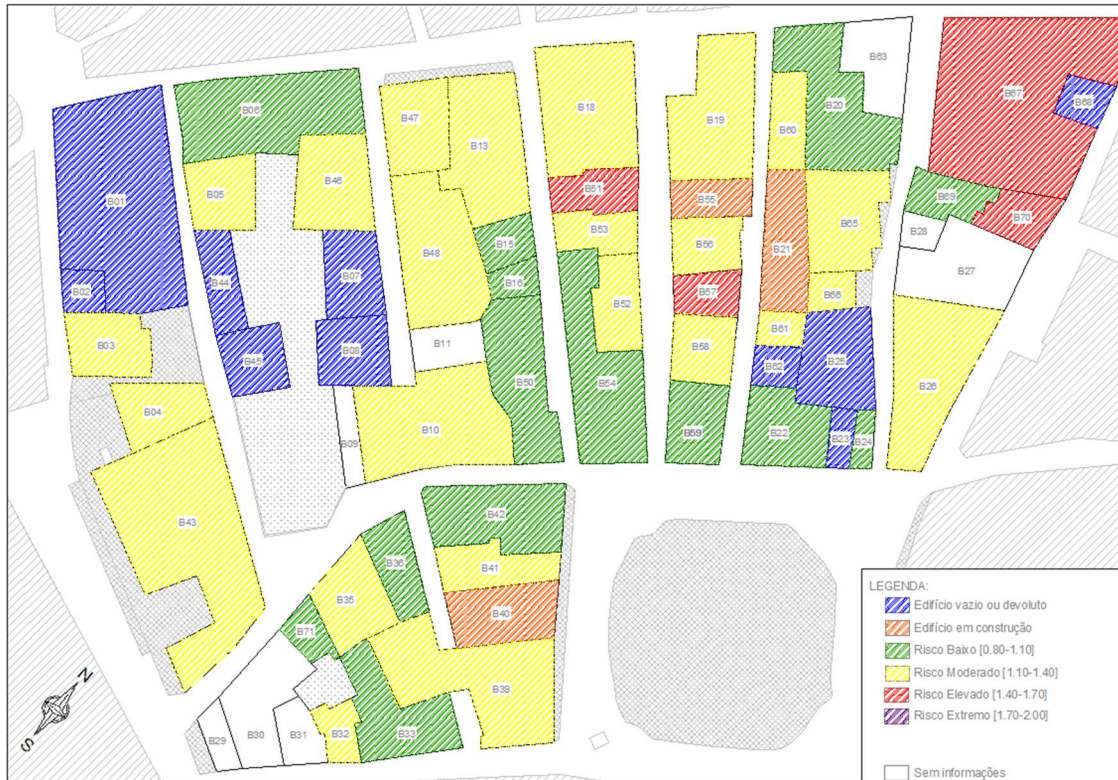 B63
B67
B68
B06
B47
B13
B18
B19
B60
B20
B05
B46
B01
B51
B55
B53
B65
B69
B70
B28
B27
B48
B15
B16
B56
B21
B02
B44
B07
B57
B66
B52
B03
B45
B08
B11
B58
B61
B62
B25
B50
B54
B26
B04
B09
B10
B59
B22
B23
B24
B43
B42
B36
B41
B35
B40
B71
B39
B29
B30
B31
B32
B33
N
S
LEGENDA:
Edifício vazio ou devoluto
Edifício em construção
Risco Baixo [0.80-1.10]
Risco Moderado [1.10-1.40]
Risco Elevado [1.40-1.70]
Risco Extremo [1.70-2.00]
Sem informações